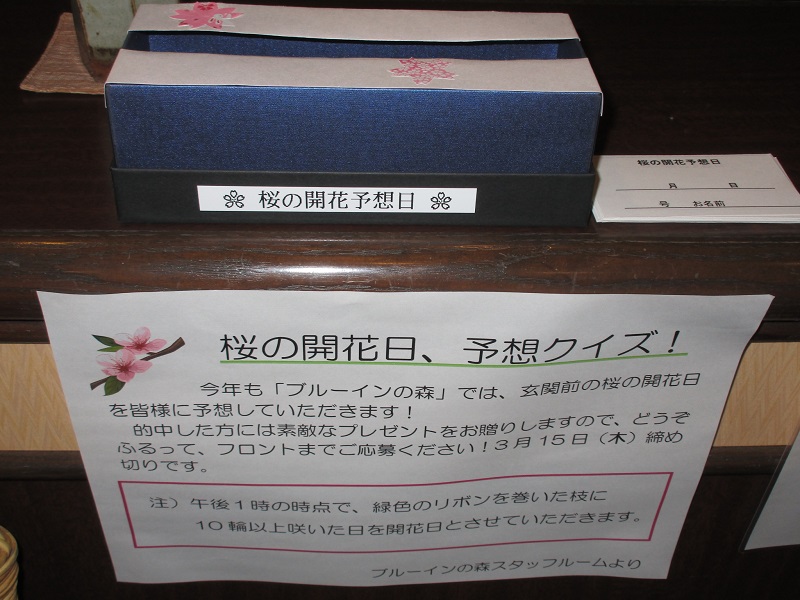 ❀ 桜の開花予想日 ❀
桜の開花予想日
月 日
号 お名前
桜の開花日、予想クイズ！
今年も「ブルーインの森」では、玄関前の桜の開花日
を皆様に予想していただきます！
的中した方には素敵なプレゼントをお贈りしますので、どうぞ
ふるって、フロントまでご応募ください！３月１５日（木）締め
切りです。
注）午後１時の時点で、緑色のリボンを巻いた枝に
１０輪以上咲いた日を開花日とさせていただきます。
ブルーインの森スタッフルームより